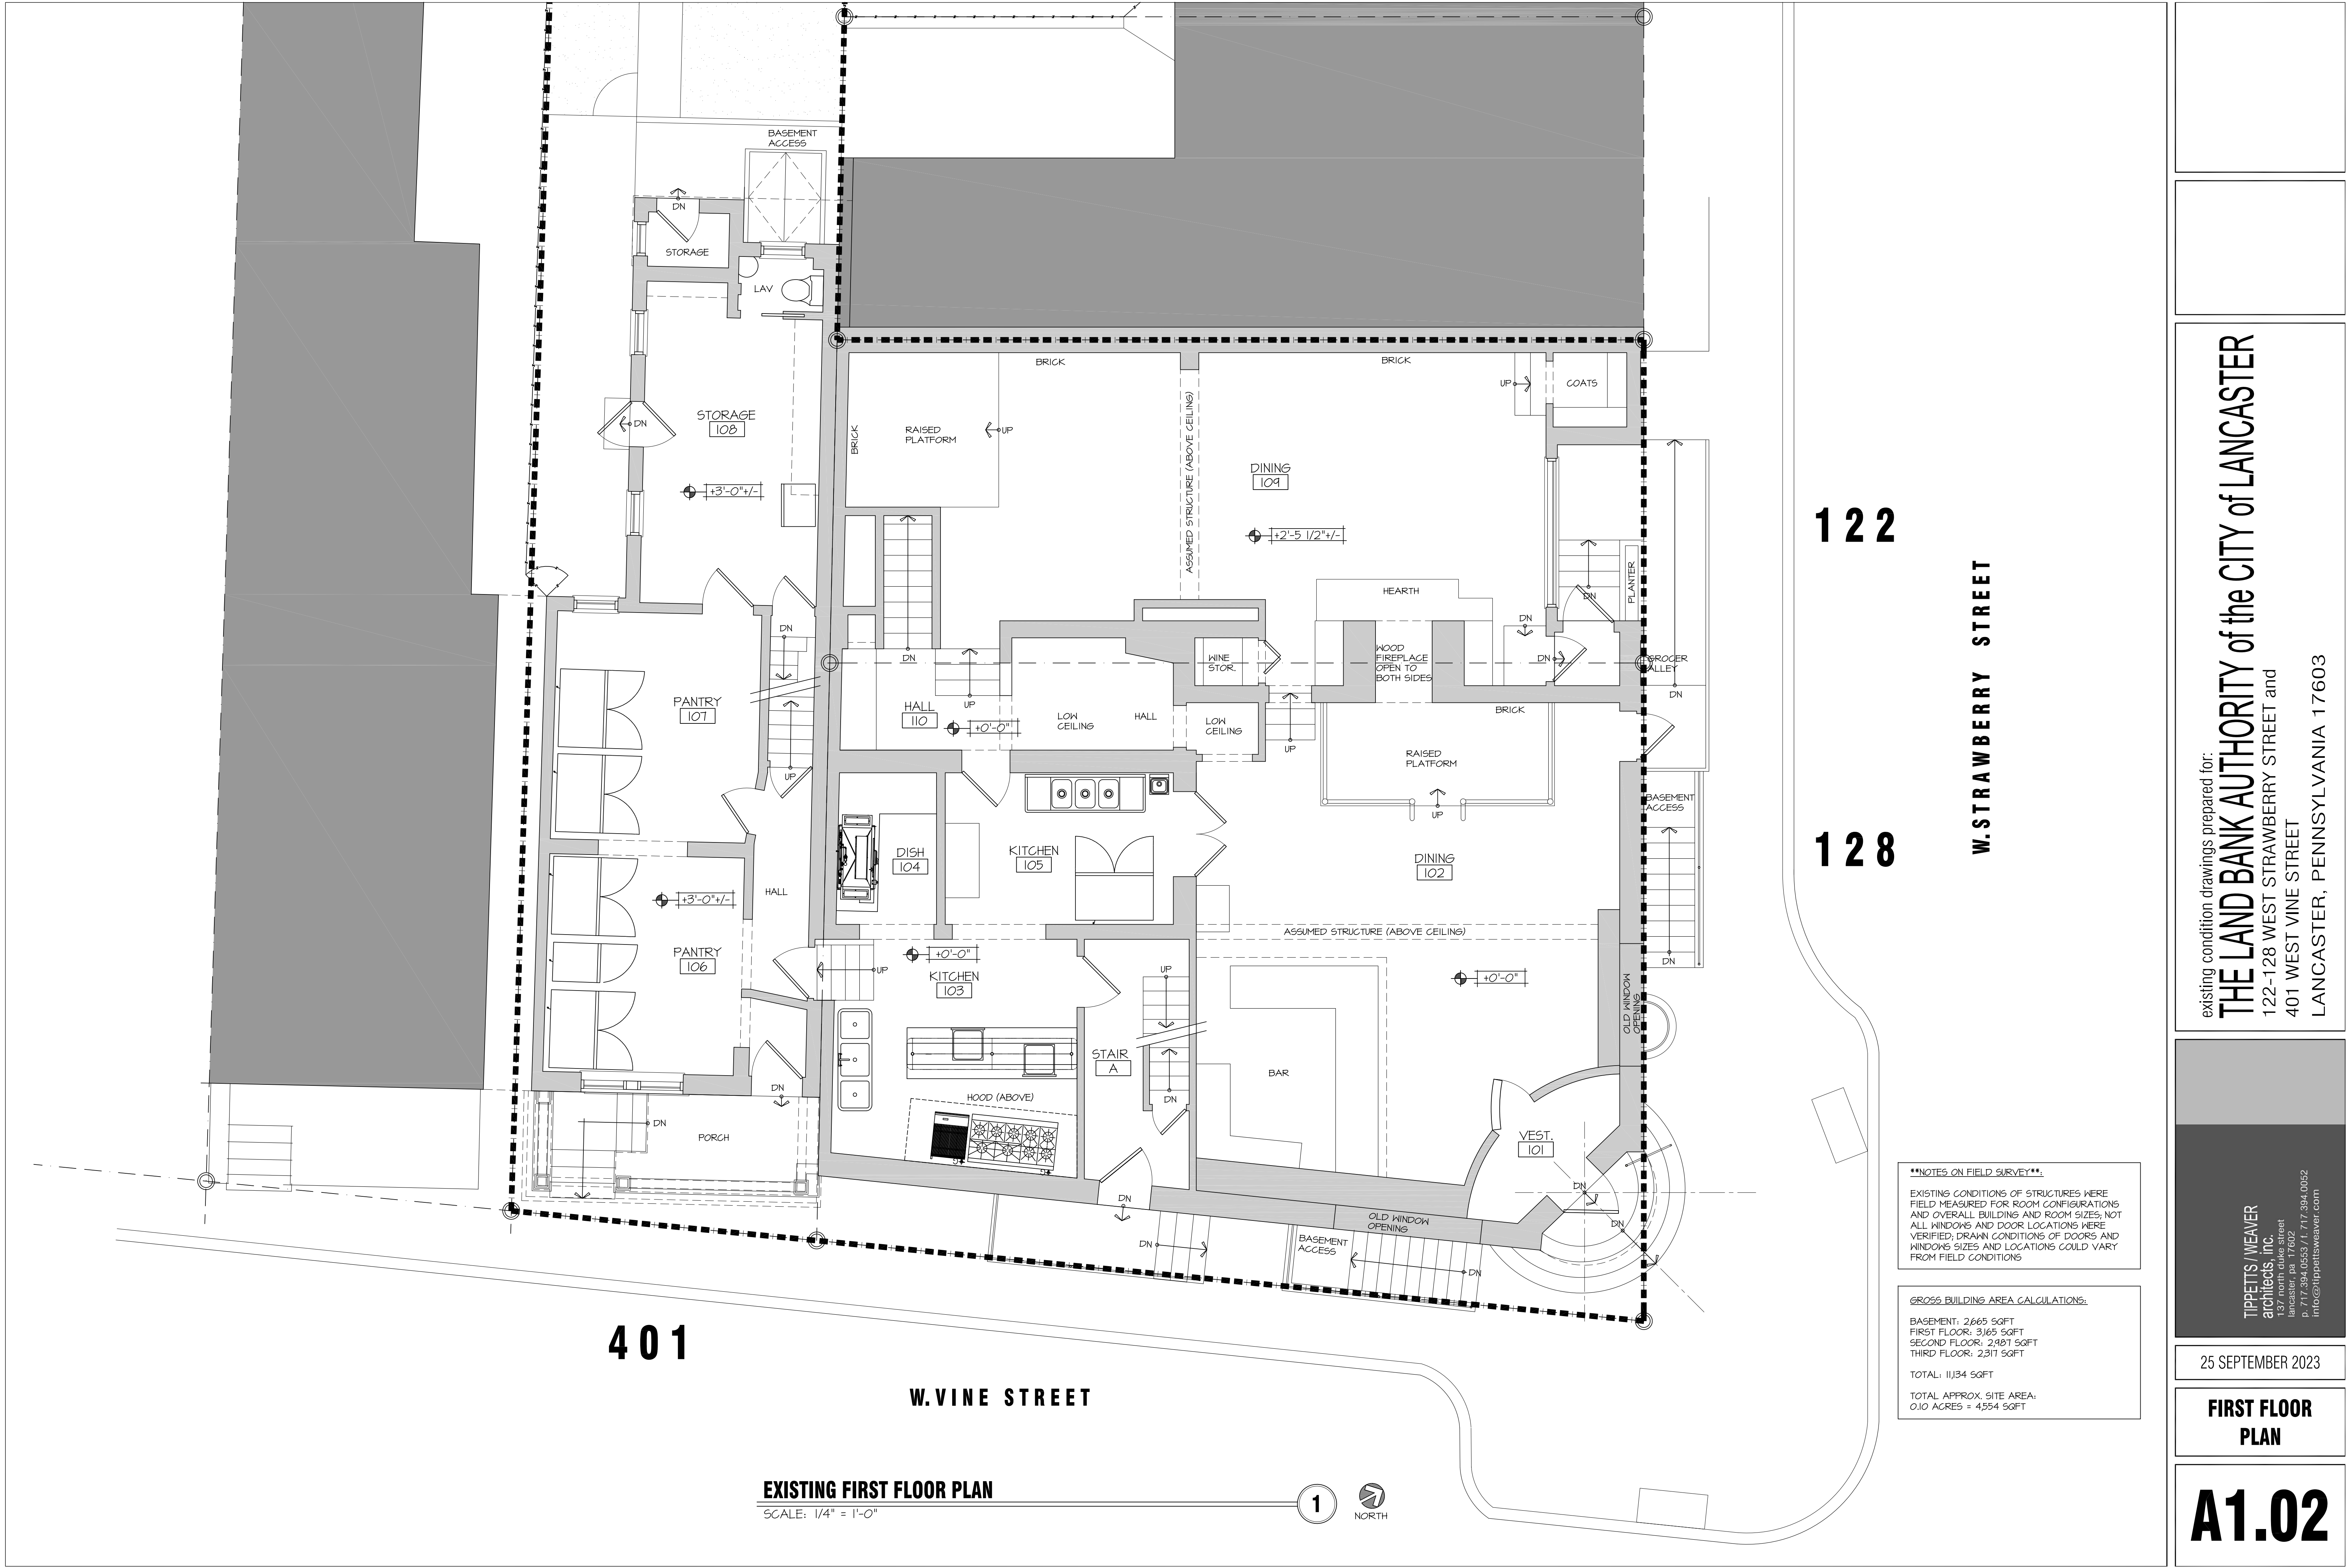 BASEMENT
ACCESS
DN
STORAGE
LAV
BRICK
BRICK
UP
COATS
STORAGE
108
DN
BRICK
RAISED
PLATFORM
UP
ASSUMED STRUCTURE (ABOVE CEILING)
DINING
109
+3'-0"+/-
+2'-5 1/2"+/-
HEARTH
PLANTER
DN
DN
DN
DN
WINE
STOR.
WOOD
FIREPLACE
OPEN TO
BOTH SIDES
DN
GROCER
ALLEY
DN
PANTRY
107
HALL
110
UP
+0'-0"
LOW
CEILING
HALL
LOW
CEILING
BRICK
UP
UP
RAISED
PLATFORM
UP
BASEMENT
ACCESS
DN
DISH
104
KITCHEN
105
DINING
102
HALL
+3'-0"+/-
PANTRY
106
ASSUMED STRUCTURE (ABOVE CEILING)
+0'-0"
UP
KITCHEN
103
UP
+0'-0"
OLD WINDOW
OPENING
STAIR
A
BAR
DN
HOOD (ABOVE)
DN
DN
PORCH
VEST.
101
DN
DN
DN
DN
OLD WINDOW
OPENING
BASEMENT
ACCESS
DN
122
128
W.STRAWBERRY STREET
401
W.VINE STREET
EXISTING FIRST FLOOR PLAN
SCALE: 1/4" = 1'-0"
1
NORTH
**NOTES ON FIELD SURVEY**:
EXISTING CONDITIONS OF STRUCTURES WERE
FIELD MEASURED FOR ROOM CONFIGURATIONS
AND OVERALL BUILDING AND ROOM SIZES; NOT
ALL WINDOWS AND DOOR LOCATIONS WERE
VERIFIED; DRAWN CONDITIONS OF DOORS AND
WINDOWS SIZES AND LOCATIONS COULD VARY
FROM FIELD CONDITIONS
GROSS BUILDING AREA CALCULATIONS:
BASEMENT: 2,665 SQFT
FIRST FLOOR: 3,165 SQFT
SECOND FLOOR: 2,987 SQFT
THIRD FLOOR: 2,317 SQFT
TOTAL: 11,134 SQFT
TOTAL APPROX. SITE AREA:
0.10 ACRES = 4,554 SQFT
existing condition drawings prepared for:
THE LAND BANK AUTHORITY of the CITY of LANCASTER
122-128 WEST STRAWBERRY STREET and
401 WEST VINE STREET
LANCASTER, PENNSYLVANIA 17603
TIPPETTS / WEAVER
architects, inc.
137 north duke street
lancaster, pa 17602
p. 717.394.0553 / f. 717.394.0052
info@tippettsweaver.com
25 SEPTEMBER 2023
FIRST FLOOR
PLAN
A1.02